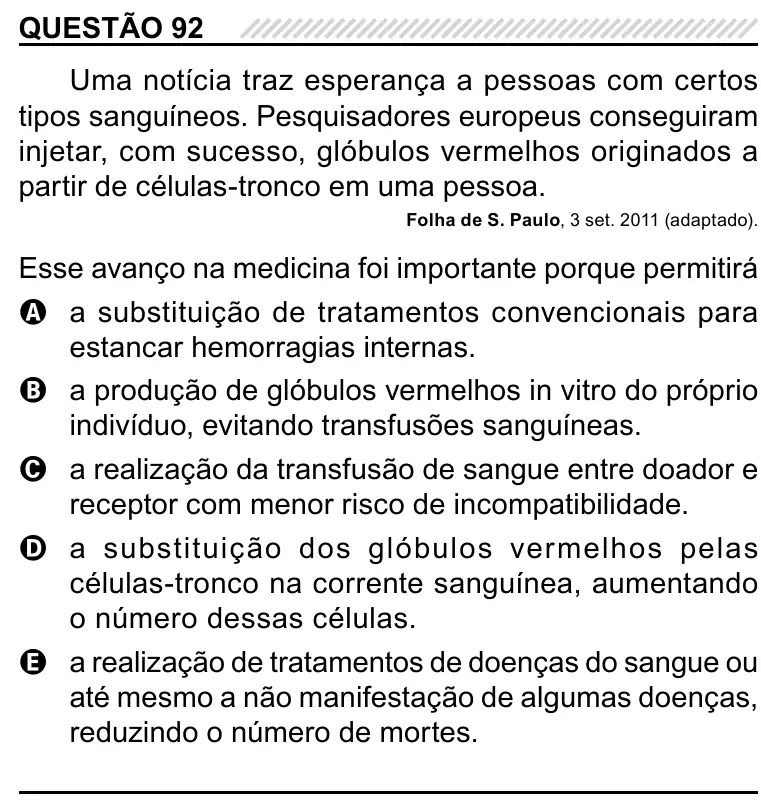 QUESTÃO 92
Uma notícia traz esperança a pessoas com certos
tipos sanguíneos. Pesquisadores europeus conseguiram
injetar, com sucesso, glóbulos vermelhos originados a
partir de células-tronco em uma pessoa.
Folha de S. Paulo, 3 set. 2011 (adaptado).
Esse avanço na medicina foi importante porque permitirá
A a substituição de tratamentos convencionais para
estancar hemorragias internas.
B a produção de glóbulos vermelhos in vitro do próprio
indivíduo, evitando transfusões sanguíneas.
C a realização da transfusão de sangue entre doador e
receptor com menor risco de incompatibilidade.
D a substituição dos glóbulos vermelhos pelas
células-tronco na corrente sanguínea, aumentando
o número dessas células.
E a realização de tratamentos de doenças do sangue ou
até mesmo a não manifestação de algumas doenças,
reduzindo o número de mortes.